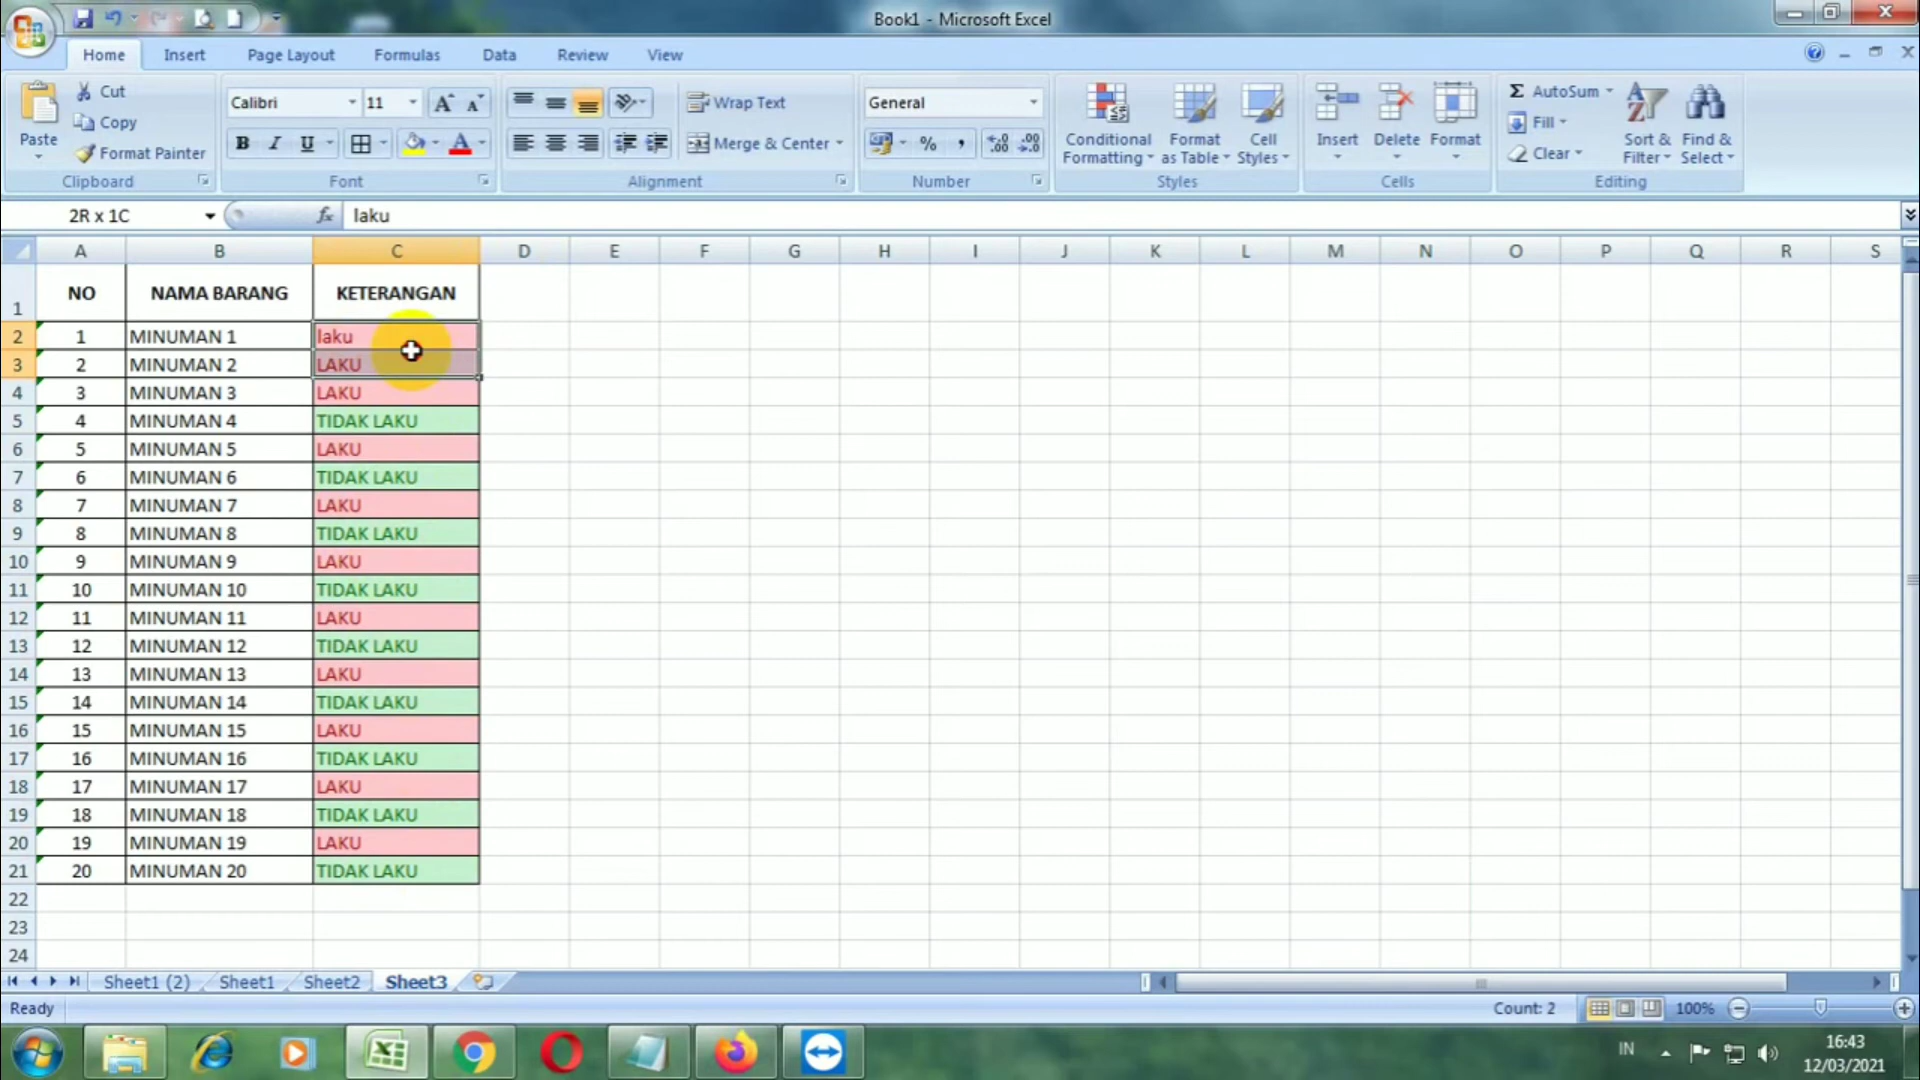 Book1 - Microsoft Excel
Home Insert Page Layout Formulas Data Review View
Paste
Cut
Copy
Format Painter
Clipboard
Calibri 11
B I U
Font
Wrap Text
Merge & Center
Alignment
General
%
Number
Conditional Formatting
Format as Table
Cell Styles
Styles
Insert Delete Format
Cells
AutoSum
Fill
Clear
Sort & Filter
Find & Select
Editing
2R x 1C fx laku
A B C D E F G H I J K L M N O P Q R S
1 NO NAMA BARANG KETERANGAN
2 1 MINUMAN 1 laku
3 2 MINUMAN 2 LAKU
4 3 MINUMAN 3 LAKU
5 4 MINUMAN 4 TIDAK LAKU
6 5 MINUMAN 5 LAKU
7 6 MINUMAN 6 TIDAK LAKU
8 7 MINUMAN 7 LAKU
9 8 MINUMAN 8 TIDAK LAKU
10 9 MINUMAN 9 LAKU
11 10 MINUMAN 10 TIDAK LAKU
12 11 MINUMAN 11 LAKU
13 12 MINUMAN 12 TIDAK LAKU
14 13 MINUMAN 13 LAKU
15 14 MINUMAN 14 TIDAK LAKU
16 15 MINUMAN 15 LAKU
17 16 MINUMAN 16 TIDAK LAKU
18 17 MINUMAN 17 LAKU
19 18 MINUMAN 18 TIDAK LAKU
20 19 MINUMAN 19 LAKU
21 20 MINUMAN 20 TIDAK LAKU
22
23
24
Sheet1 (2) Sheet1 Sheet2 Sheet3
Ready Count: 2 100%
IN 16:43
12/03/2021